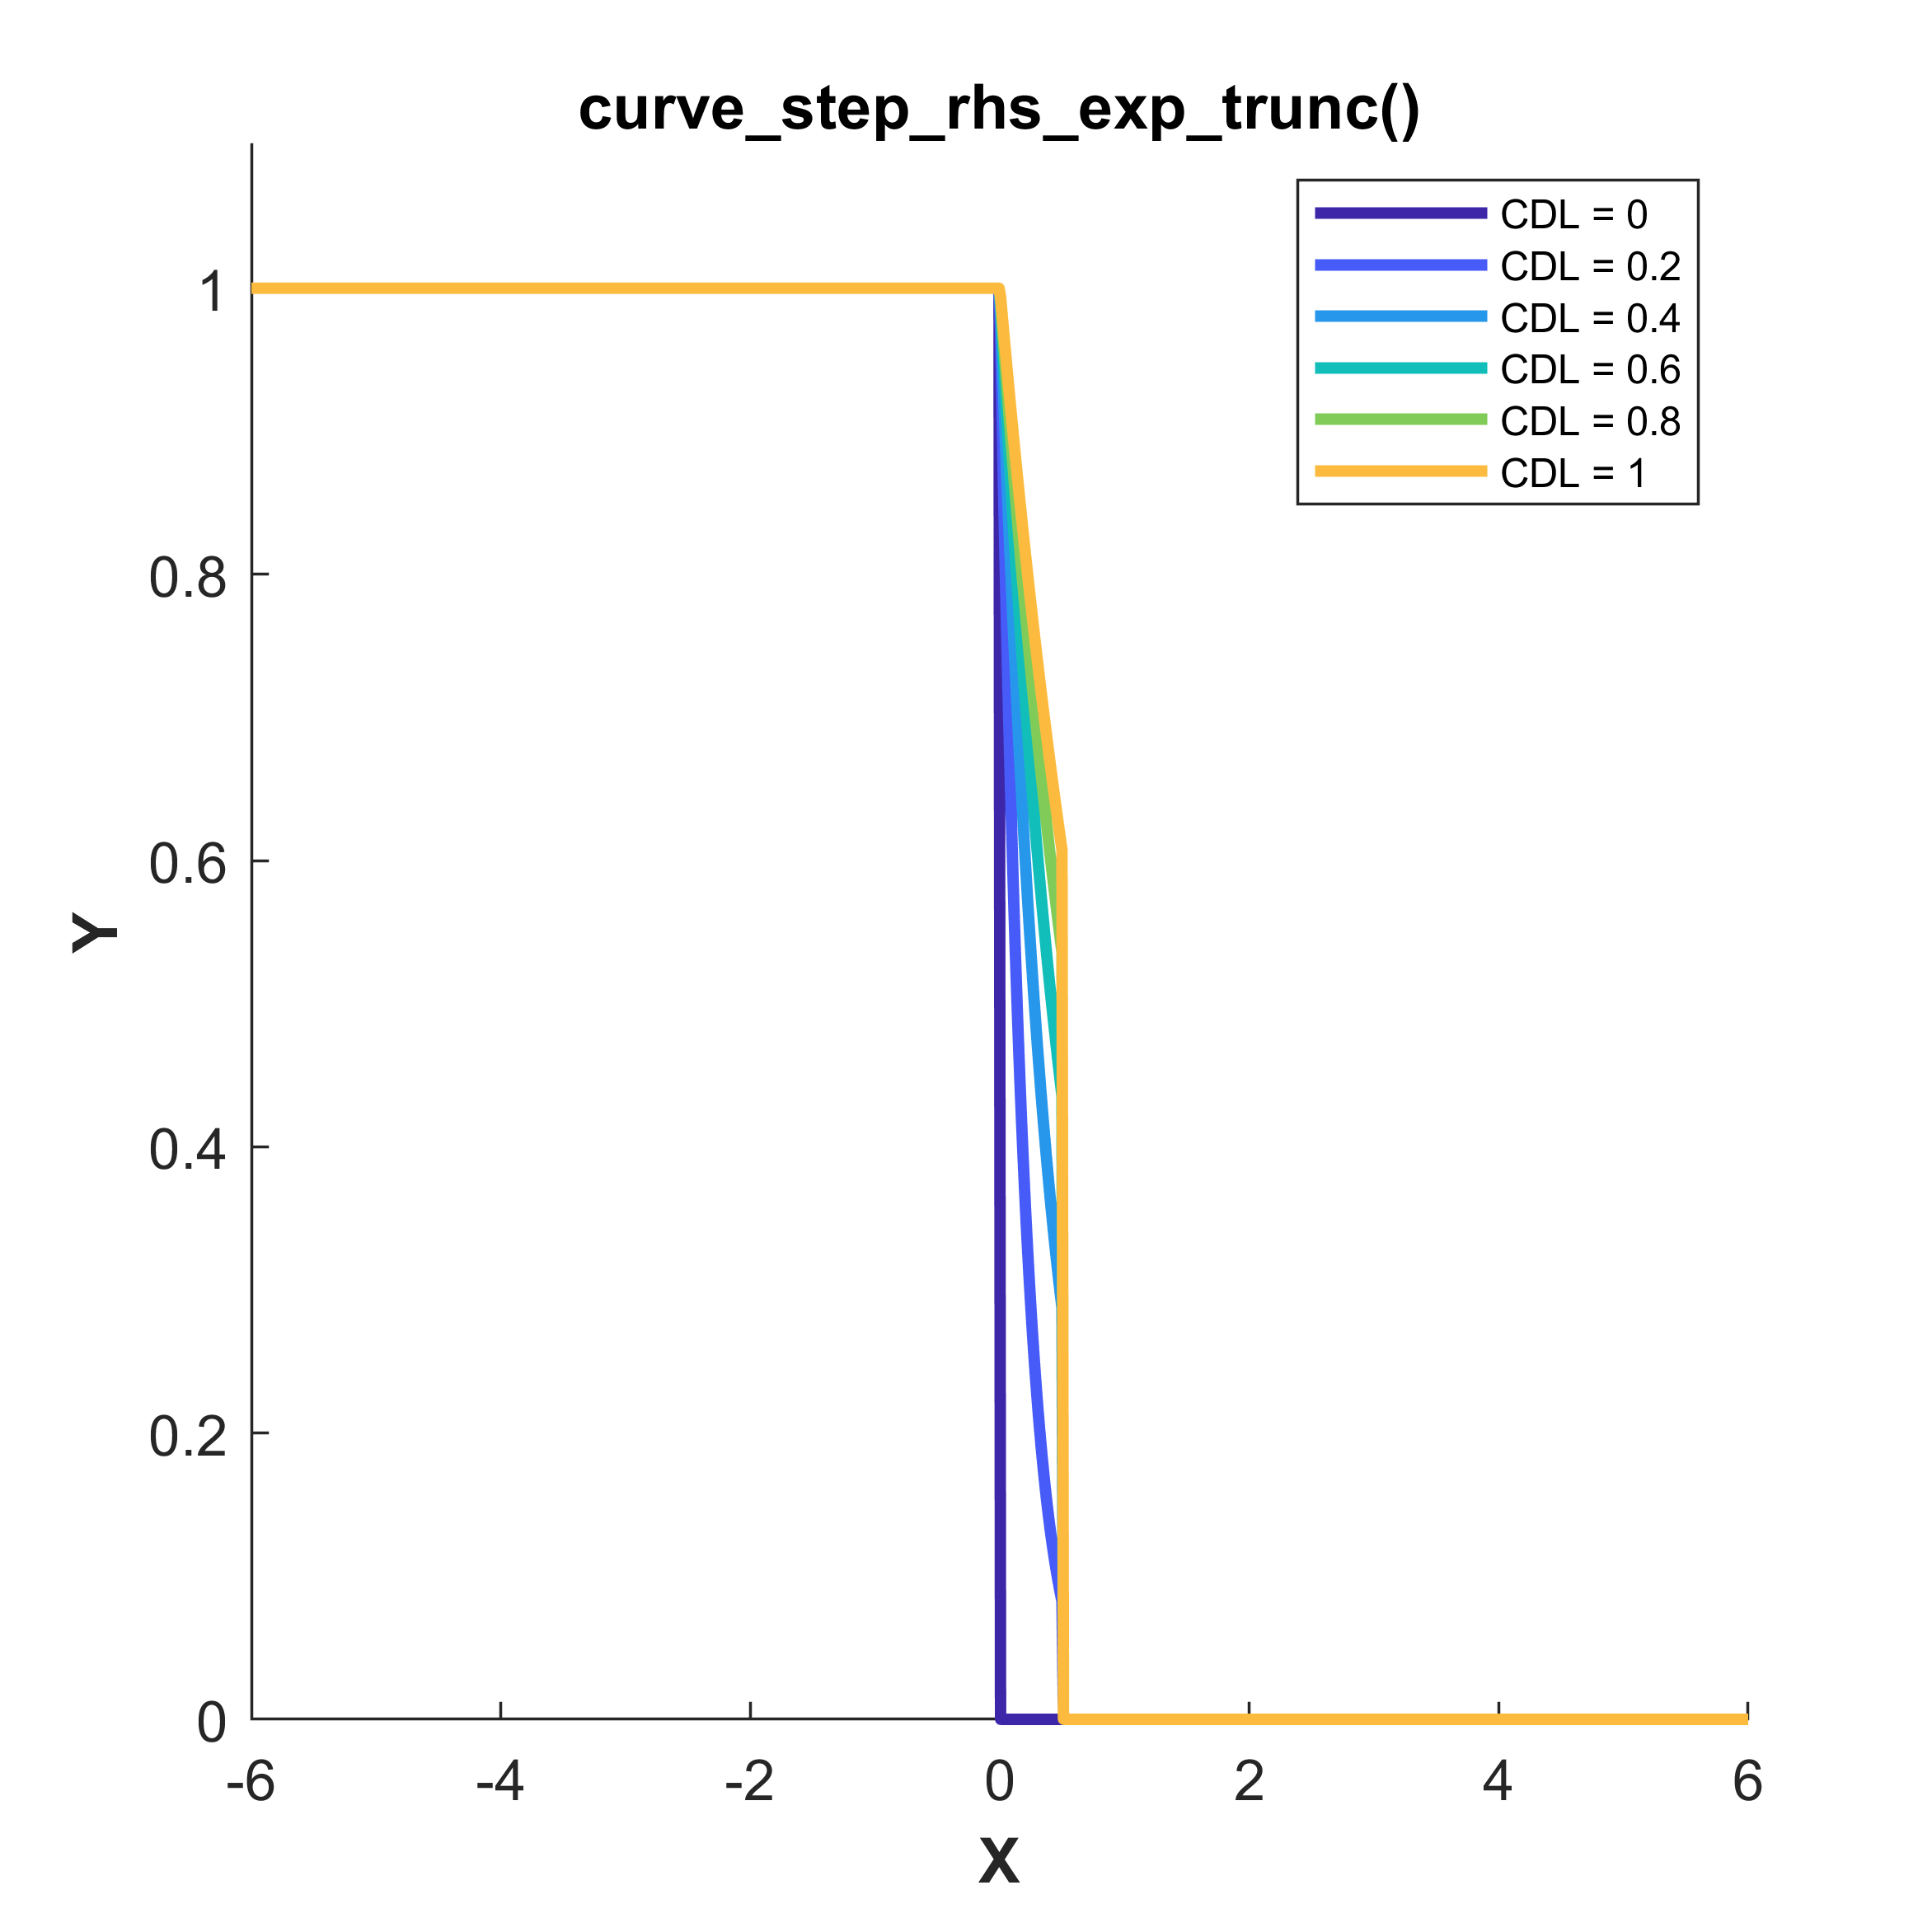 curve_step_rhs_exp_trunc()
CDL = 0
CDL = 0.2
CDL = 0.4
CDL = 0.6
CDL = 0.8
CDL = 1
1
0.8
0.6
0.4
0.2
0
Y
-6 -4 -2 0 2 4 6
X